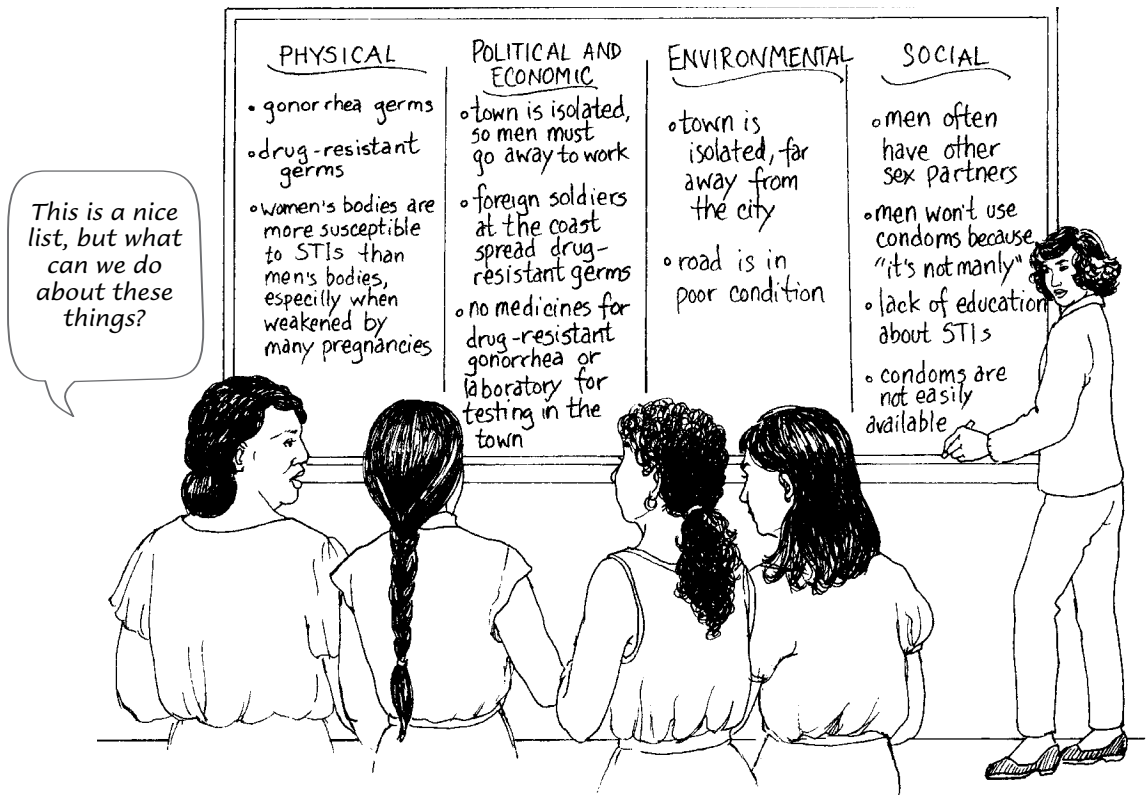 This is a nice
list, but what
can we do
about these
things?
PHYSICAL
• gonorrhea germs
• drug-resistant
germs
• women's bodies are
more susceptible
to STIs than
men's bodies,
especilly when
weakened by
many pregnancies
POLITICAL AND
ECONOMIC
• town is isolated,
so men must
go away to work
• foreign soldiers
at the coast
spread drug-
resistant germs
• no medicines for
drug-resistant
gonorrhea or
laboratory for
testing in the
town
ENVIRONMENTAL
• town is
isolated, far
away from
the city
• road is in
poor condition
SOCIAL
• men often
have other
sex partners
• men won't use
condoms because
"it's not manly"
• lack of education
about STIs
• condoms are
not easily
available